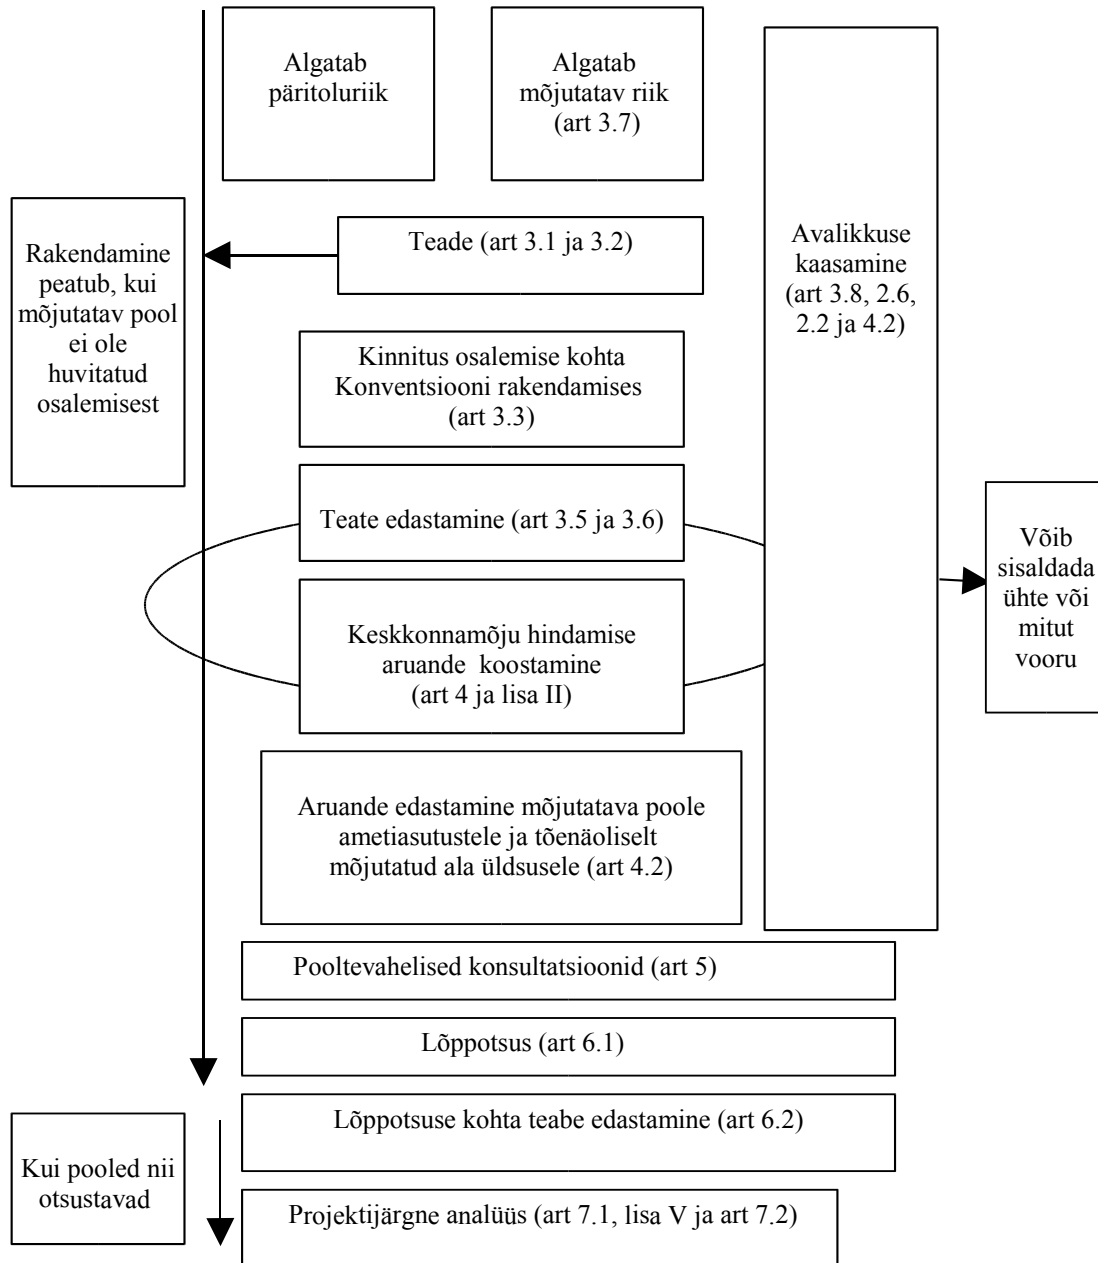 Algatab
päritoluriik
Algatab
mõjutatav riik
(art 3.7)
Avalikkuse
kaasamine
(art 3.8, 2.6,
2.2 ja 4.2)
Rakendamine
peatub, kui
mõjutatav pool
ei ole
huvitatud
osalemisest
Teade (art 3.1 ja 3.2)
Kinnitus osalemise kohta
Konventsiooni rakendamises
(art 3.3)
Teate edastamine (art 3.5 ja 3.6)
Võib
sisaldada
ühte või
mitut
vooru
Keskkonnamõju hindamise
aruande koostamine
(art 4 ja lisa II)
Aruande edastamine mõjutatava poole
ametiasutustele ja tõenäoliselt
mõjutatud ala üldsusele (art 4.2)
Pooltevahelised konsultatsioonid (art 5)
Lõppotsus (art 6.1)
Lõppotsuse kohta teabe edastamine (art 6.2)
Kui pooled nii
otsustavad
Projektijärgne analüüs (art 7.1, lisa V ja art 7.2)